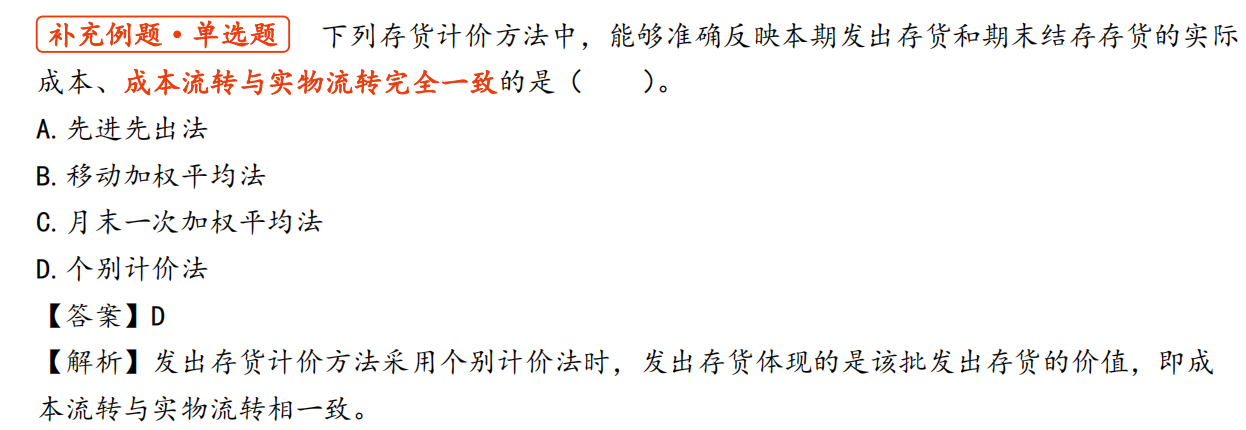 补充例题·单选题 下列存货计价方法中，能够准确反映本期发出存货和期末结存存货的实际
成本、成本流转与实物流转完全一致的是（　　）。
A. 先进先出法
B. 移动加权平均法
C. 月末一次加权平均法
D. 个别计价法
【答案】D
【解析】发出存货计价方法采用个别计价法时，发出存货体现的是该批发出存货的价值，即成
本流转与实物流转相一致。